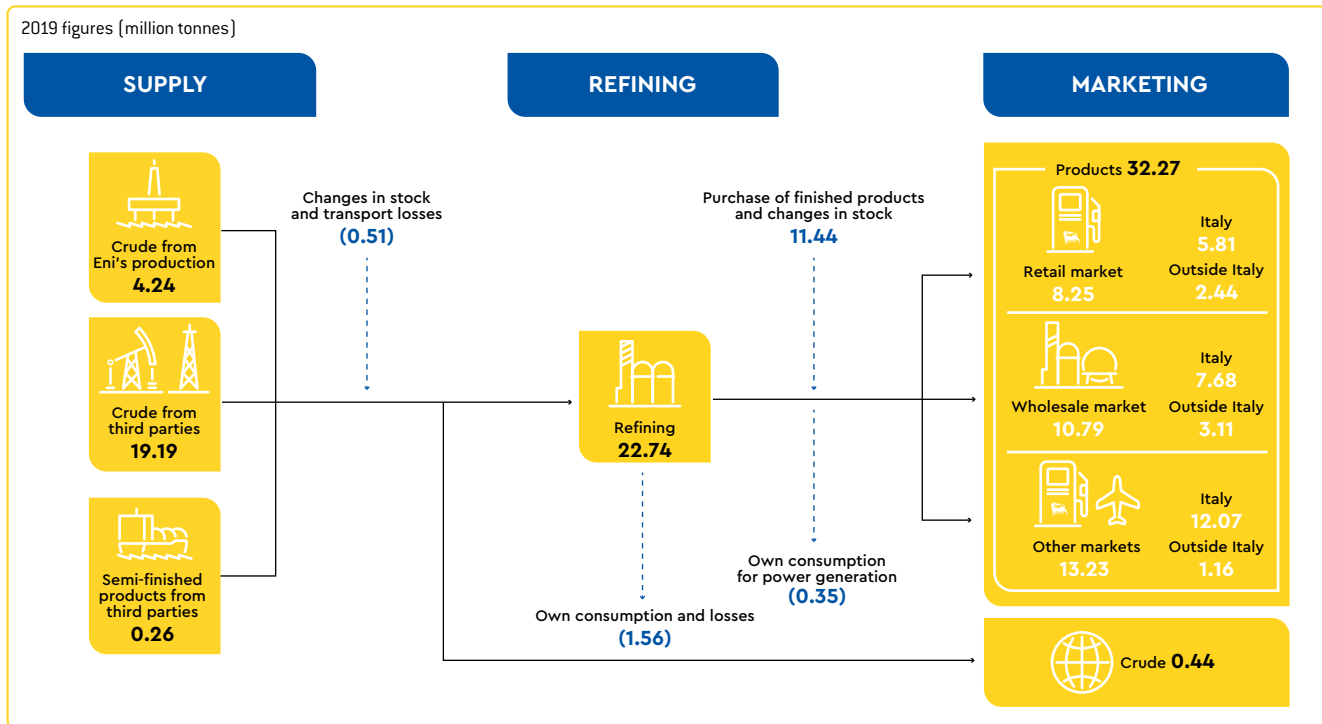 2019 figures (million tonnes)
SUPPLY
REFINING
MARKETING
Crude from
Eni's production
4.24
Crude from
third parties
19.19
Semi-finished
products from
third parties
0.26
Changes in stock
and transport losses
(0.51)
Refining
22.74
Own consumption and losses
(1.56)
Purchase of finished products
and changes in stock
11.44
Own consumption
for power generation
(0.35)
Products 32.27
Retail market
8.25
Italy
5.81
Outside Italy
2.44
Wholesale market
10.79
Italy
7.68
Outside Italy
3.11
Other markets
13.23
Italy
12.07
Outside Italy
1.16
Crude 0.44